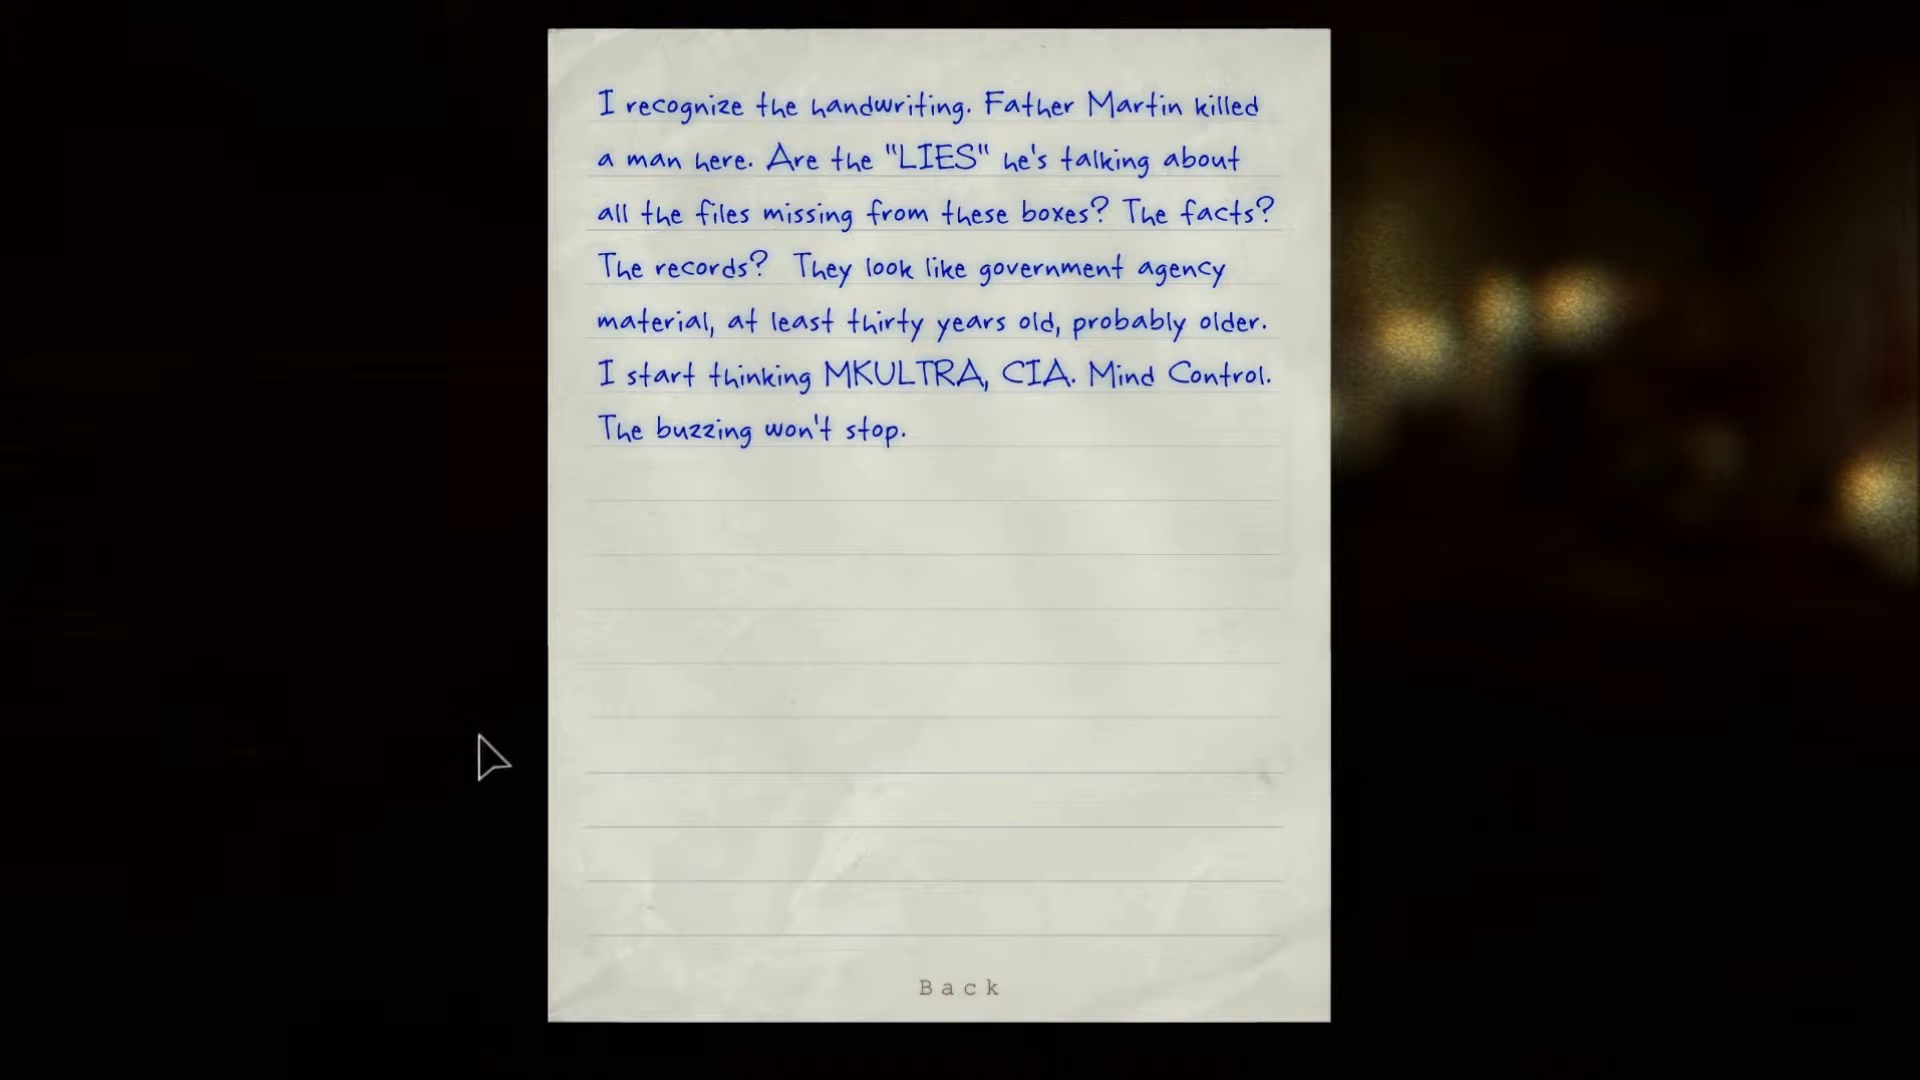 I recognize the handwriting. Father Martin killed
a man here. Are the "LIES" he's talking about
all the files missing from these boxes? The facts?
The records? They look like government agency
material, at least thirty years old, probably older.
I start thinking MKULTRA, CIA. Mind Control.
The buzzing won't stop.
Back